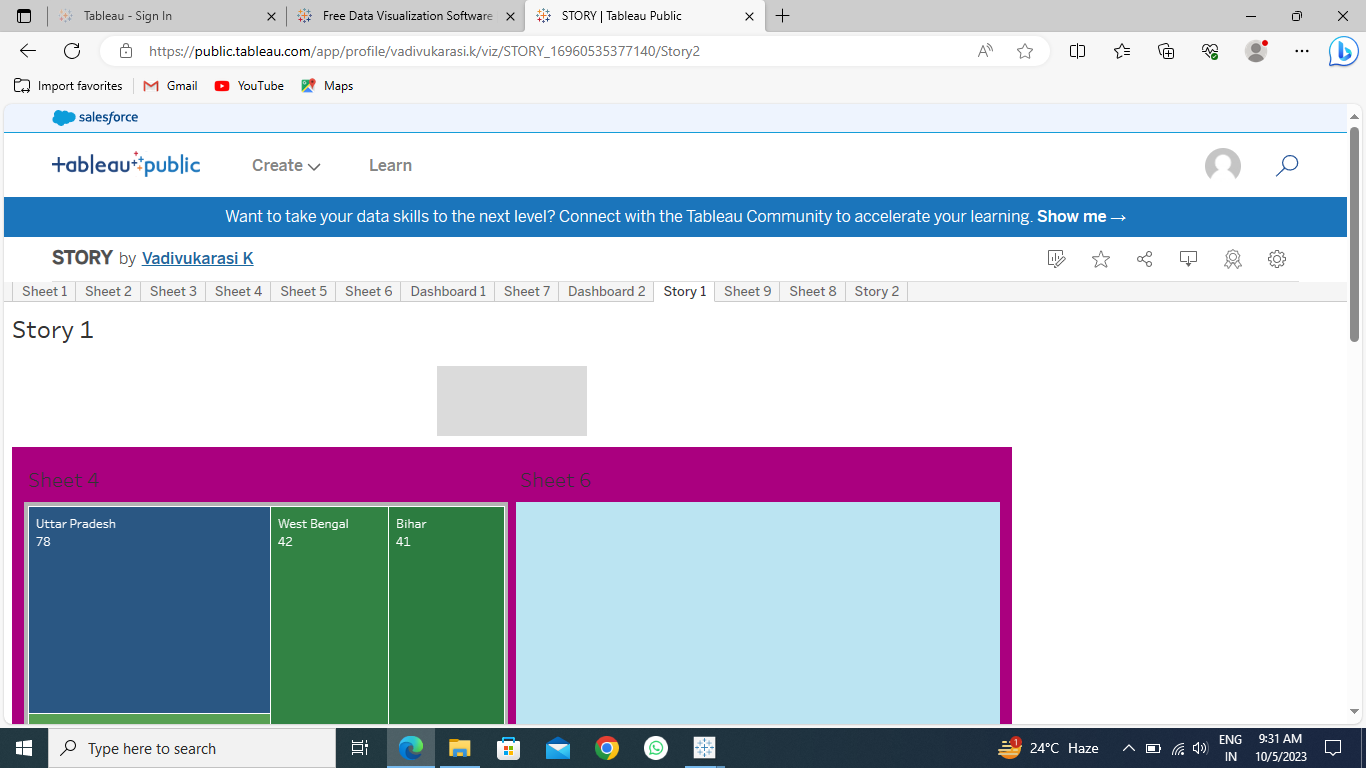 Tableau - Sign In
Free Data Visualization Software
STORY | Tableau Public
https://public.tableau.com/app/profile/vadivukarasi.k/viz/STORY_16960535377140/Story2
Import favorites
Gmail
YouTube
Maps
salesforce
tableau public
Create
Learn
Want to take your data skills to the next level? Connect with the Tableau Community to accelerate your learning. Show me →
STORY by Vadivukarasi K
Sheet 1
Sheet 2
Sheet 3
Sheet 4
Sheet 5
Sheet 6
Dashboard 1
Sheet 7
Dashboard 2
Story 1
Sheet 9
Sheet 8
Story 2
Story 1
Sheet 4
Sheet 6
Uttar Pradesh
78
West Bengal
42
Bihar
41
Type here to search
1
24°C Haze
ENG
IN
9:31 AM
10/5/2023